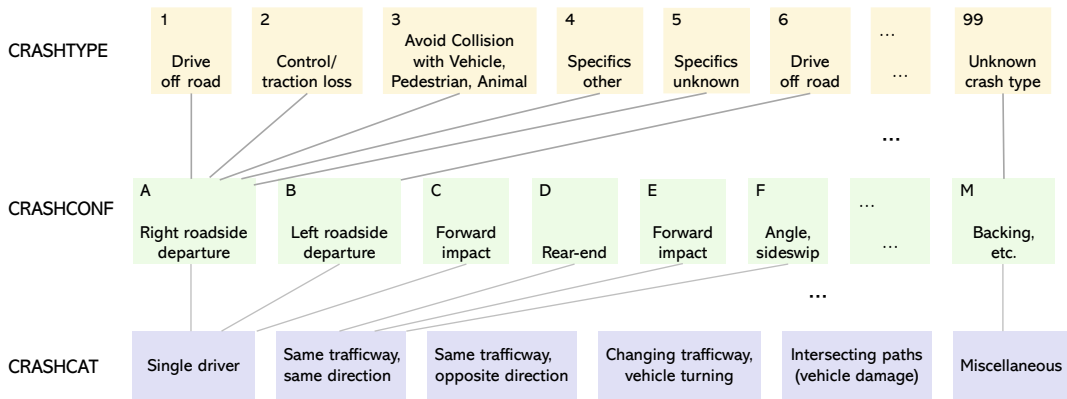 CRASHTYPE
1
Drive
off road
2
Control/
traction loss
3
Avoid Collision
with Vehicle,
Pedestrian, Animal
4
Specifics
other
5
Specifics
unknown
6
Drive
off road
...
...
99
Unknown
crash type
...
CRASHCONF
A
Right roadside
departure
B
Left roadside
departure
C
Forward
impact
D
Rear-end
E
Forward
impact
F
Angle,
sideswip
...
...
M
Backing,
etc.
...
CRASHCAT
Single driver
Same trafficway,
same direction
Same trafficway,
opposite direction
Changing trafficway,
vehicle turning
Intersecting paths
(vehicle damage)
Miscellaneous